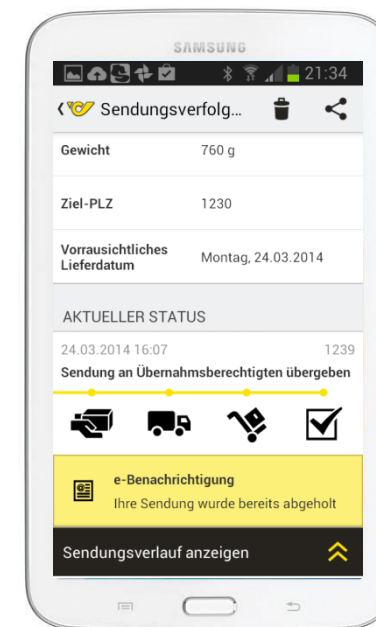 SAMSUNG
21:34
Sendungsverfolg...
Gewicht 760 g
Ziel-PLZ 1230
Vorrausichtliches
Lieferdatum Montag, 24.03.2014
AKTUELLER STATUS
24.03.2014 16:07 1239
Sendung an Übernahmsberechtigten übergeben
e-Benachrichtigung
Ihre Sendung wurde bereits abgeholt
Sendungsverlauf anzeigen